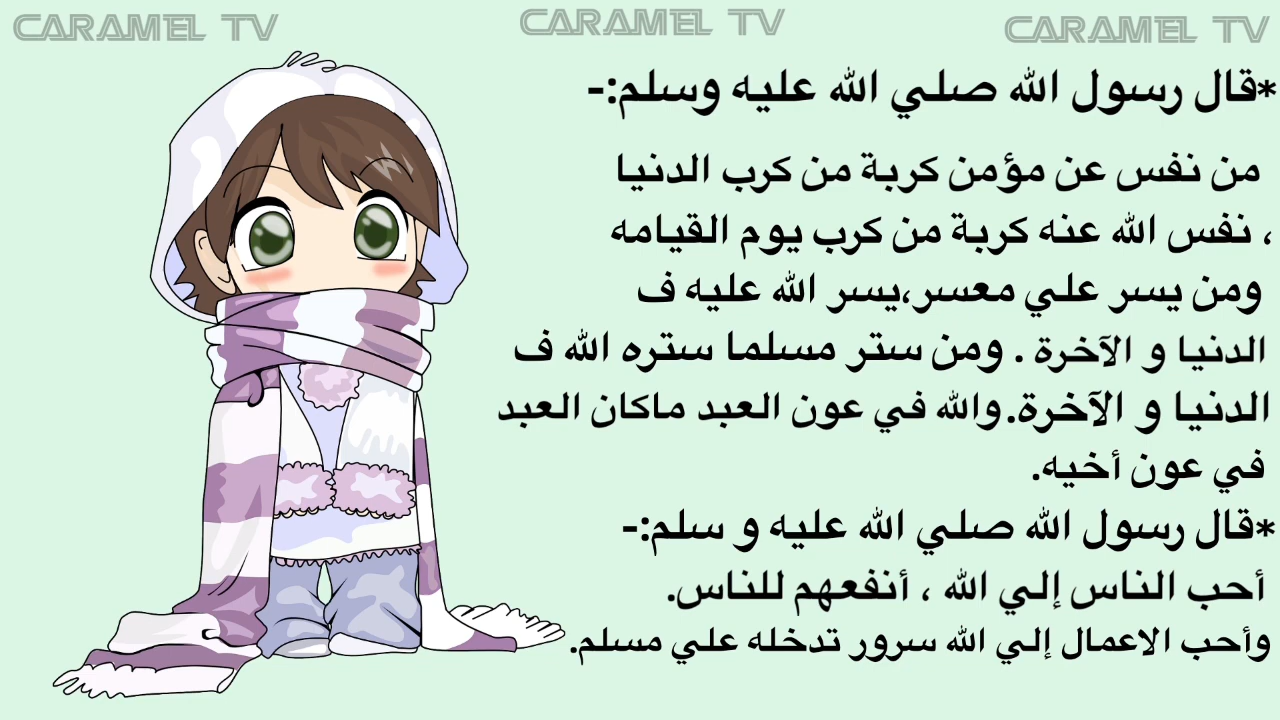 CARAMEL TV CARAMEL TV CARAMEL TV
*قال رسول الله صلي الله عليه وسلم:-
من نفس عن مؤمن كربة من كرب الدنيا
، نفس الله عنه كربة من كرب يوم القيامه
ومن يسر علي معسر،يسر الله عليه ف
الدنيا و الآخرة . ومن ستر مسلما ستره الله ف
الدنيا و الآخرة.والله في عون العبد ماكان العبد
في عون أخيه.
*قال رسول الله صلي الله عليه و سلم:-
أحب الناس إلي الله ، أنفعهم للناس.
وأحب الاعمال إلي الله سرور تدخله علي مسلم.